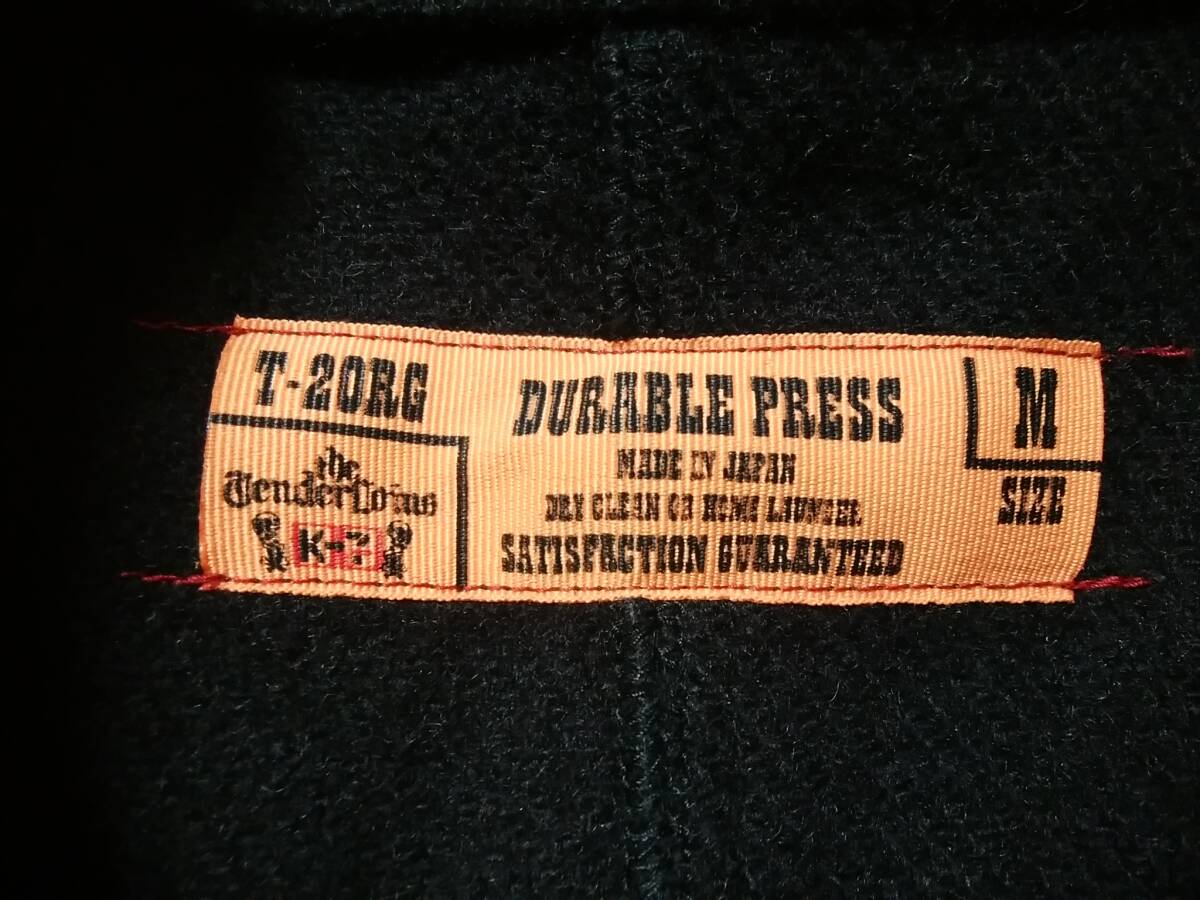 T-20RG
the
TenderLoins
DURABLE PRESS
MADE IN JAPAN
DRY CLEAN OR HOME LAUNDER
SATISFACTION GUARANTEED
M
SIZE